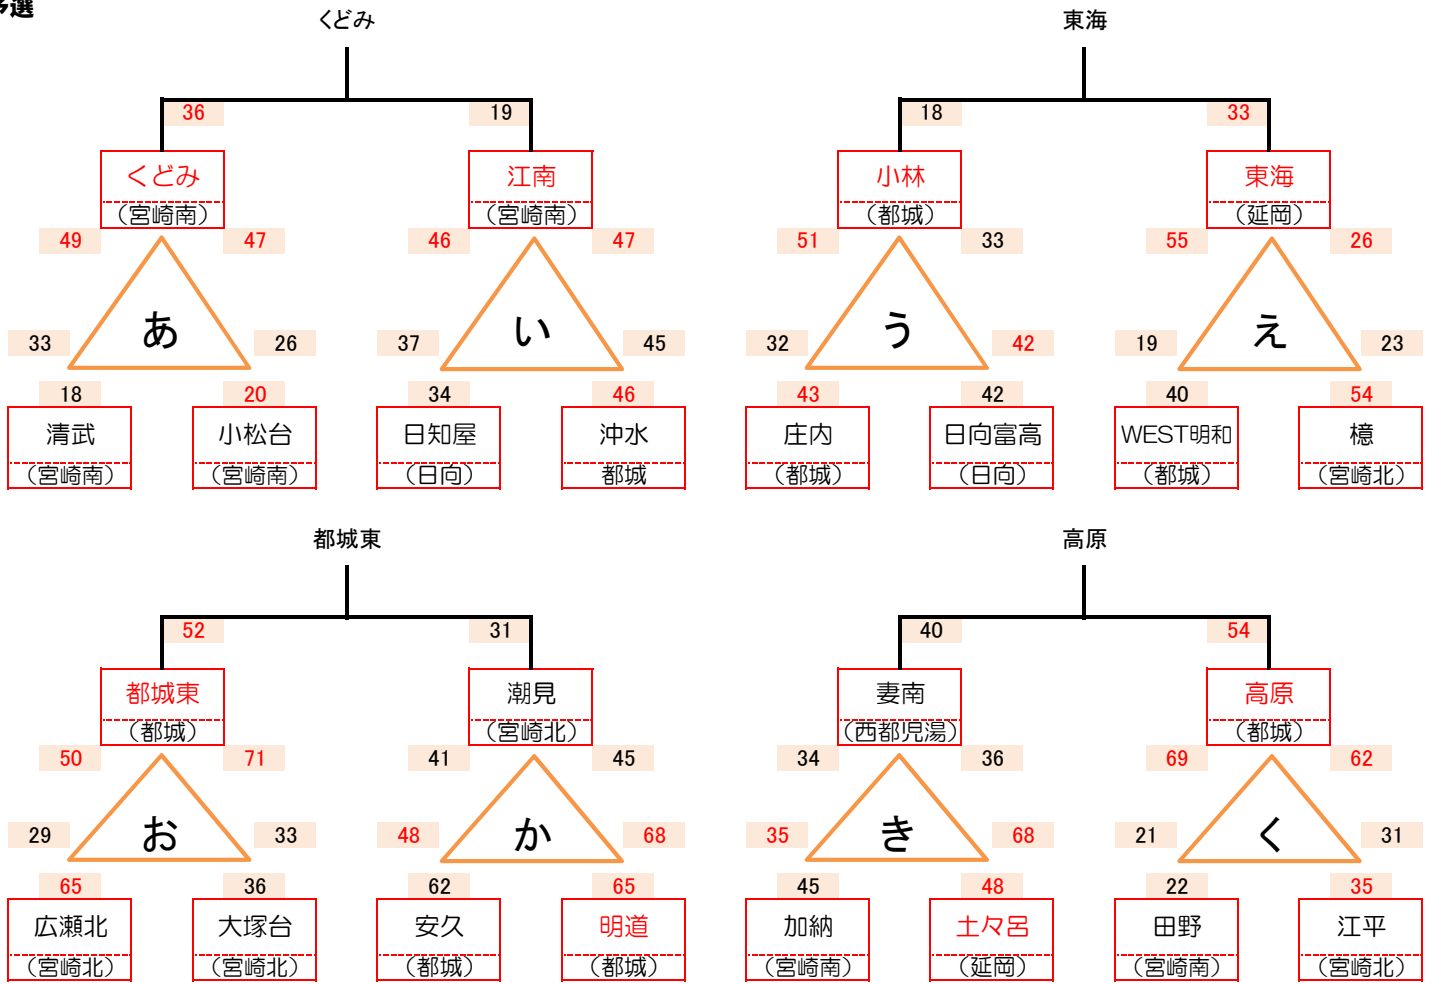 予選
くどみ 東海
36 19 18 33
くどみ 江南 小林 東海
（宮崎南） （宮崎南） （都城） （延岡）
49 47 46 47 51 33 55 26
あ い う え
33 26 37 45 32 42 19 23
18 20 34 46 43 42 40 54
清武 小松台 日知屋 沖水 庄内 日向富高 WEST明和 檍
（宮崎南） （宮崎南） （日向） 都城 （都城） （日向） （都城） （宮崎北）
都城東 高原
52 31 40 54
都城東 潮見 妻南 高原
（都城） （宮崎北） （西都児湯） （都城）
50 71 41 45 34 36 69 62
お か き く
29 33 48 68 35 68 21 31
65 36 62 65 45 48 22 35
広瀬北 大塚台 安久 明道 加納 土々呂 田野 江平
（宮崎北） （宮崎北） （都城） （都城） （宮崎南） （延岡） （宮崎南） （宮崎北）